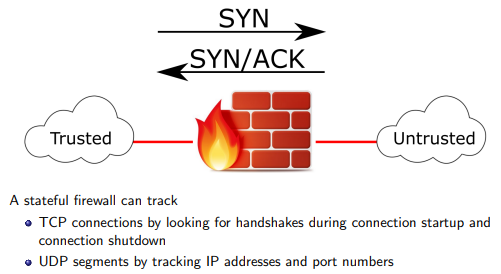 SYN
SYN/ACK
Trusted
Untrusted
A stateful firewall can track
TCP connections by looking for handshakes during connection startup and
connection shutdown
UDP segments by tracking IP addresses and port numbers